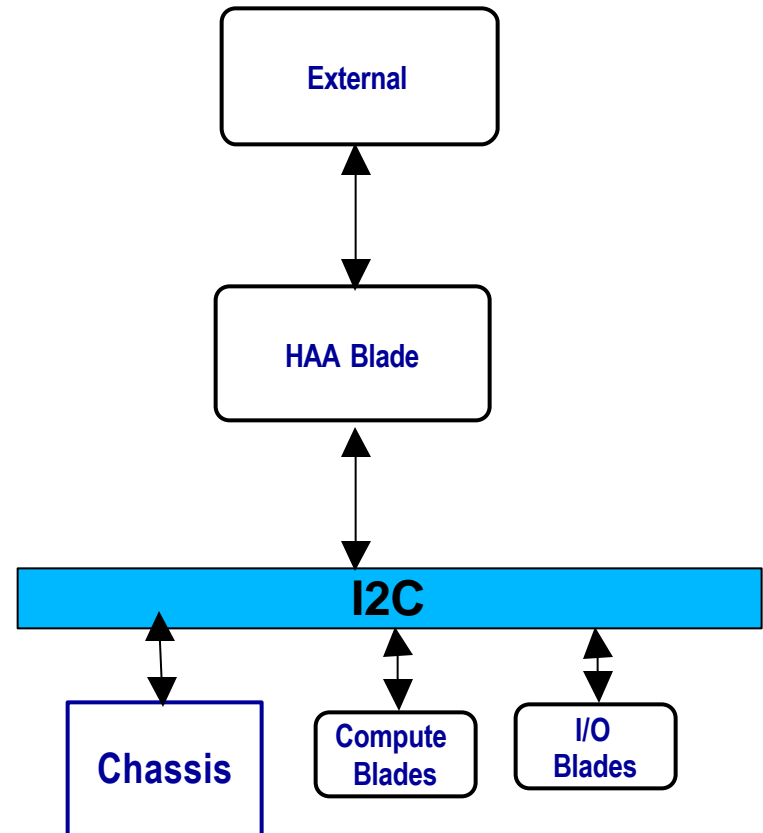 External
HAA Blade
I2C
Chassis
Compute
Blades
I/O
Blades